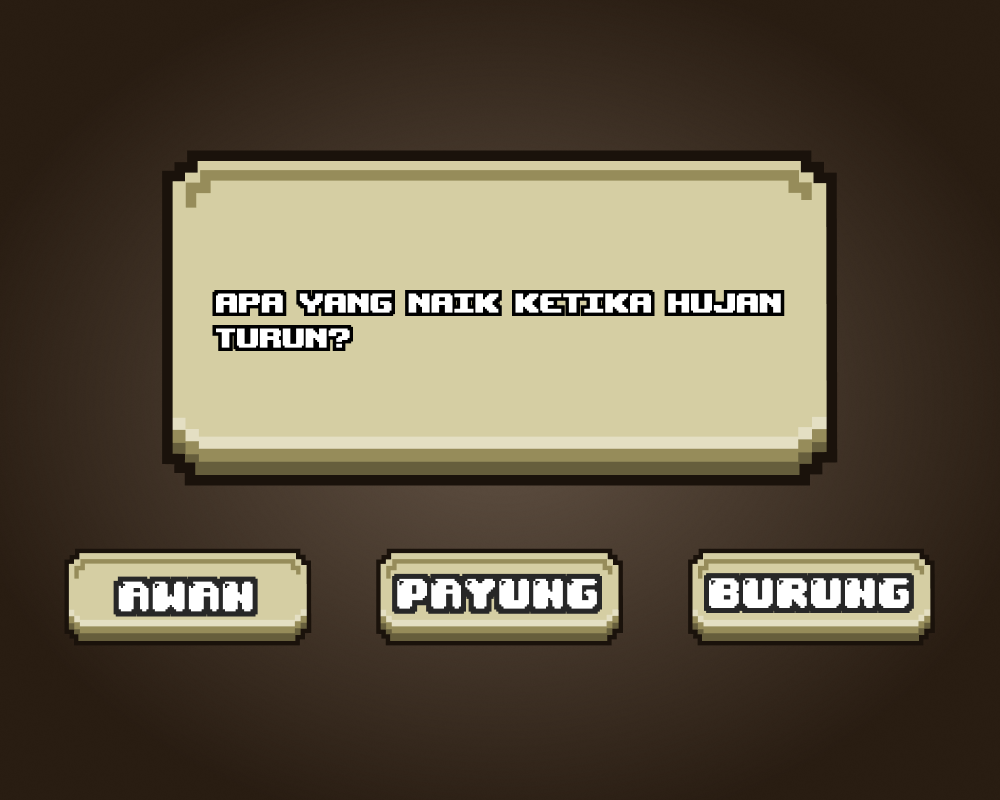 APA YANG NAIK KETIKA HUJAN
TURUN?
AWAN
PAYUNG
BURUNG